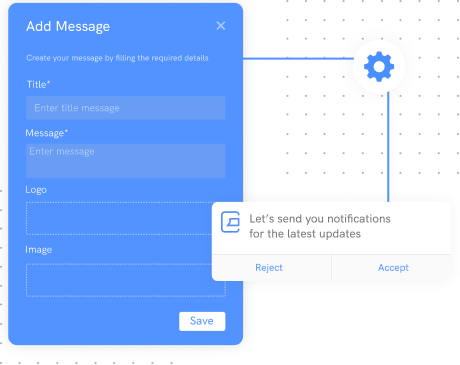 Add Message
Create your message by filling the required details
Title*
Enter title message
Message*
Enter message
Logo
Image
Save
Let's send you notifications
for the latest updates
Reject
Accept